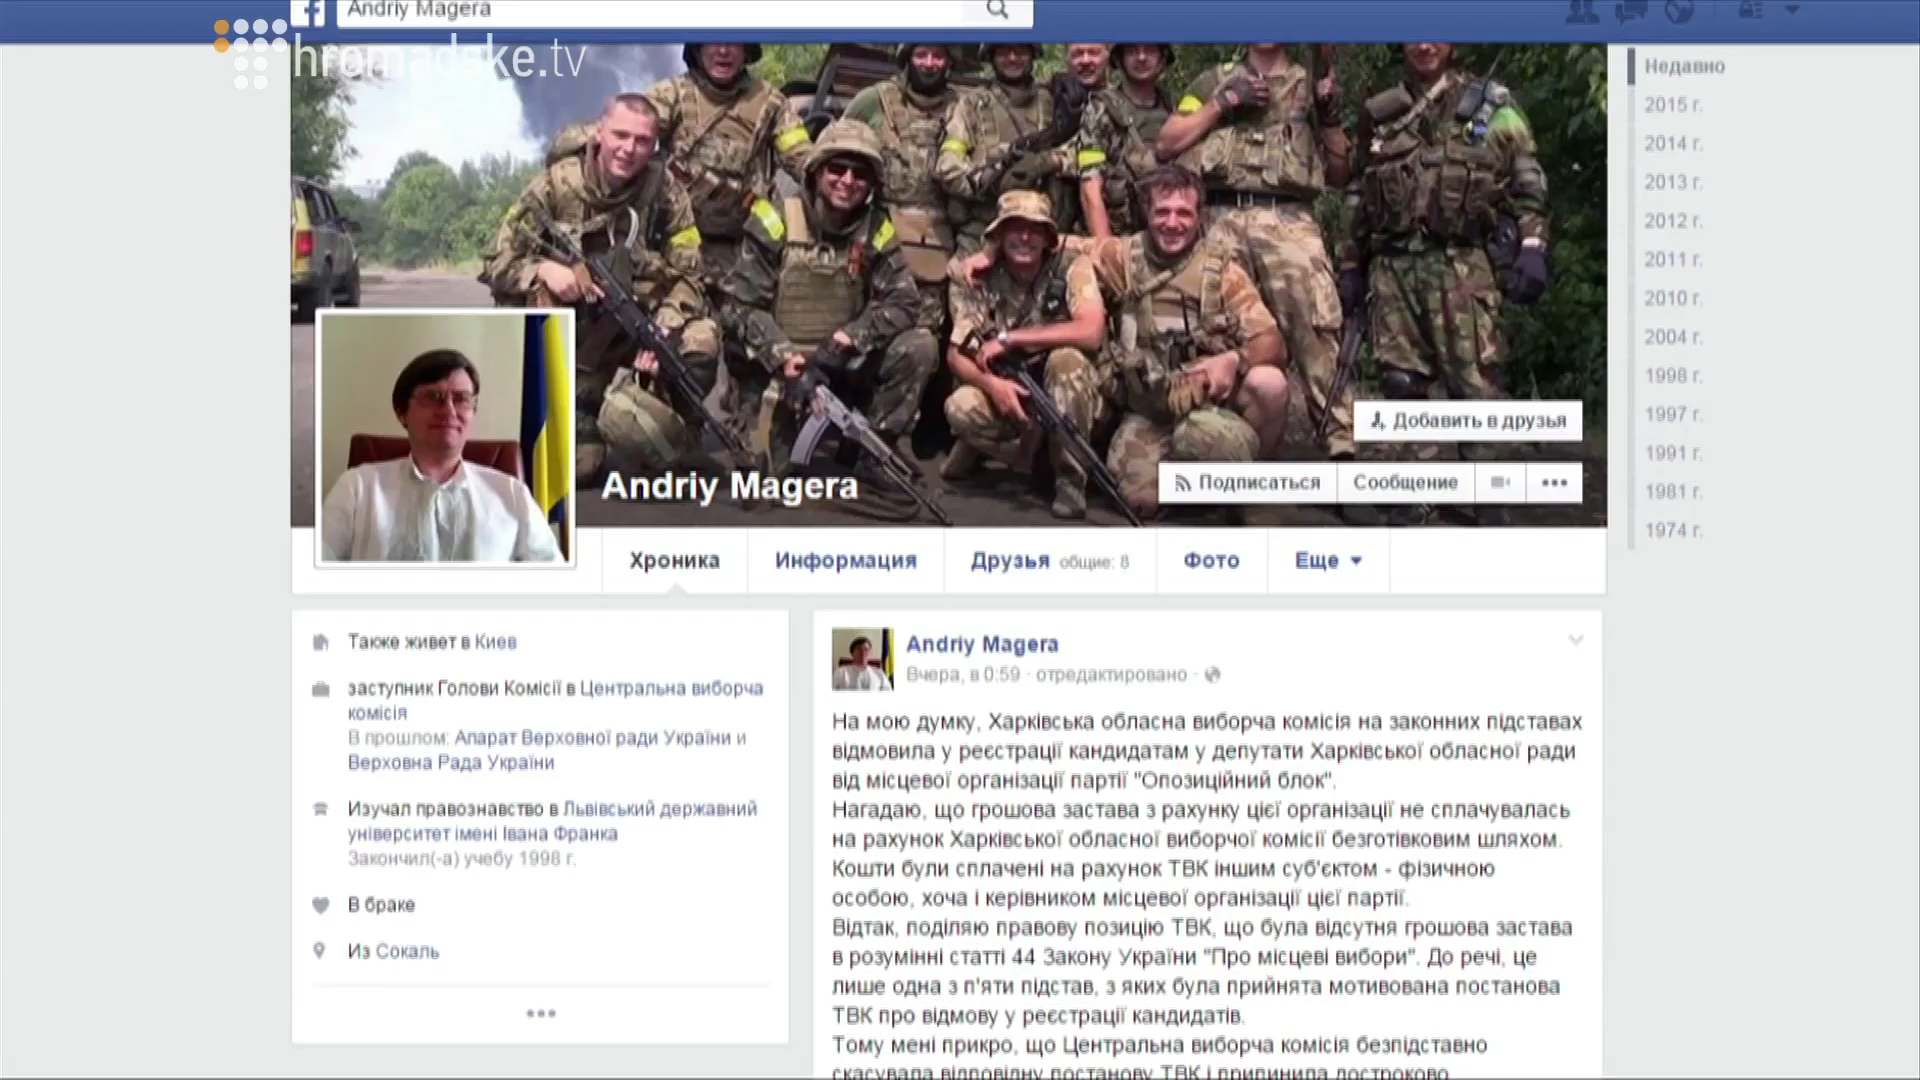 Andriy Magera
hromadske.tv
Недавно
2015 г.
2014 г.
2013 г.
2012 г.
2011 г.
2010 г.
2004 г.
1998 г.
1997 г.
1991 г.
1981 г.
1974 г.
Добавить в друзья
Andriy Magera
Подписаться
Сообщение
Хроника
Информация
Друзья общие: 8
Фото
Еще
Также живет в Киев
заступник Голови Комісії в Центральна виборча
комісія
В прошлом: Апарат Верховної ради України и
Верховна Рада України
Изучал правознавство в Львівський державний
університет імені Івана Франка
Закончил(-а) учебу 1998 г.
В браке
Из Сокаль
Andriy Magera
Вчера, в 0:59 · отредактировано ·
На мою думку, Харківська обласна виборча комісія на законних підставах
відмовила у реєстрації кандидатам у депутати Харківської обласної ради
від місцевої організації партії "Опозиційний блок".
Нагадаю, що грошова застава з рахунку цієї організації не сплачувалась
на рахунок Харківської обласної виборчої комісії безготівковим шляхом.
Кошти були сплачені на рахунок ТВК іншим суб'єктом - фізичною
особою, хоча і керівником місцевої організації цієї партії.
Відтак, поділяю правову позицію ТВК, що була відсутня грошова застава
в розумінні статті 44 Закону України "Про місцеві вибори". До речі, це
лише одна з п'яти підстав, з яких була прийнята мотивована постанова
ТВК про відмову у реєстрації кандидатів.
Тому мені прикро, що Центральна виборча комісія безпідставно
скасувала відповідну постанову ТВК і припинила достроково